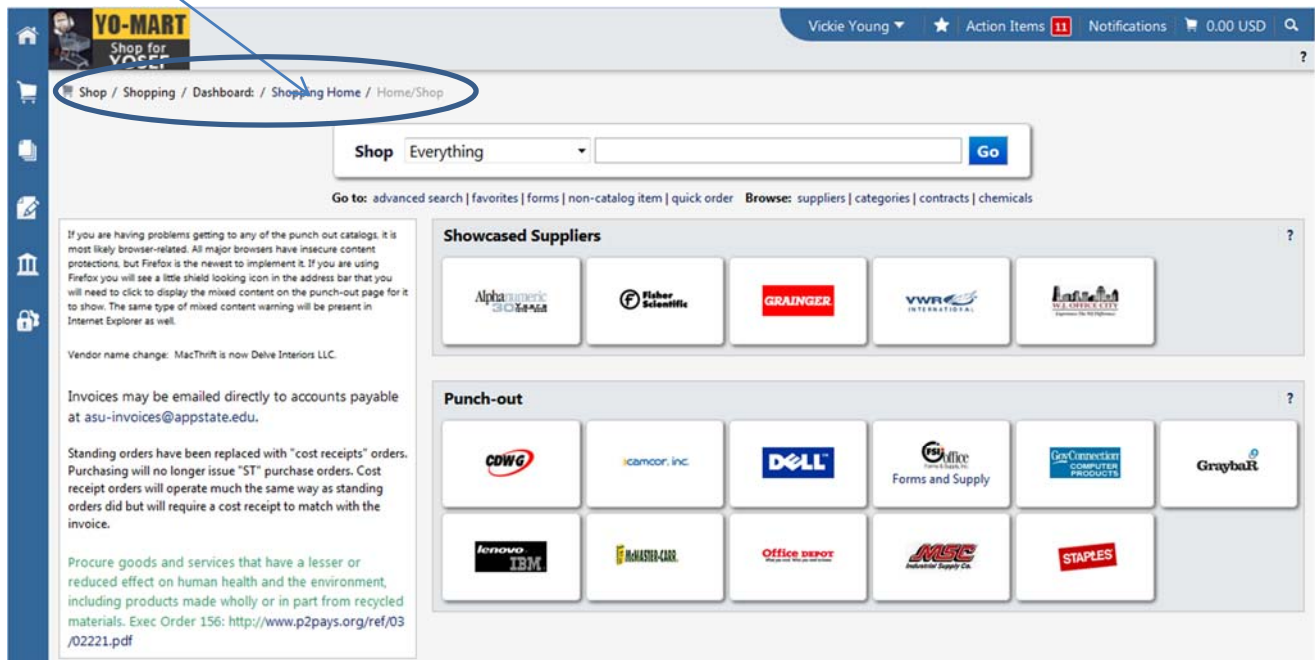 YO-MART
Shop for
YOSEF
Vickie Young
Action Items 11
Notifications
0.00 USD
?
Shop / Shopping / Dashboard: / Shopping Home / Home/Shop
Shop Everything Go
Go to: advanced search | favorites | forms | non-catalog item | quick order Browse: suppliers | categories | contracts | chemicals
If you are having problems getting to any of the punch out catalogs, it is
most likely browser-related. All major browsers have insecure content
protections, but Firefox is the newest to implement it. If you are using
Firefox you will see a little shield looking icon in the address bar that you
will need to click to display the mixed content on the punch-out page for it
to show. The same type of mixed content warning will be present in
Internet Explorer as well.
Vendor name change: MacThrift is now Delve Interiors LLC.
Invoices may be emailed directly to accounts payable
at asu-invoices@appstate.edu.
Standing orders have been replaced with "cost receipts" orders.
Purchasing will no longer issue "ST" purchase orders. Cost
receipt orders will operate much the same way as standing
orders did but will require a cost receipt to match with the
invoice.
Procure goods and services that have a lesser or
reduced effect on human health and the environment,
including products made wholly or in part from recycled
materials. Exec Order 156: http://www.p2pays.org/ref/03
/02221.pdf
Showcased Suppliers ?
Alphanumeric
30 YEARS
Fisher
Scientific
GRAINGER
VWR
INTERNATIONAL
W.J. OFFICE CITY
Punch-out ?
CDWG
icamcor, inc.
DELL
FSIoffice
Forms & Supply, Inc.
Forms and Supply
GovConnection
COMPUTER
PRODUCTS
GraybaR
lenovo
IBM
McMASTER-CARR.
Office DEPOT
MSC
Industrial Supply Co.
STAPLES